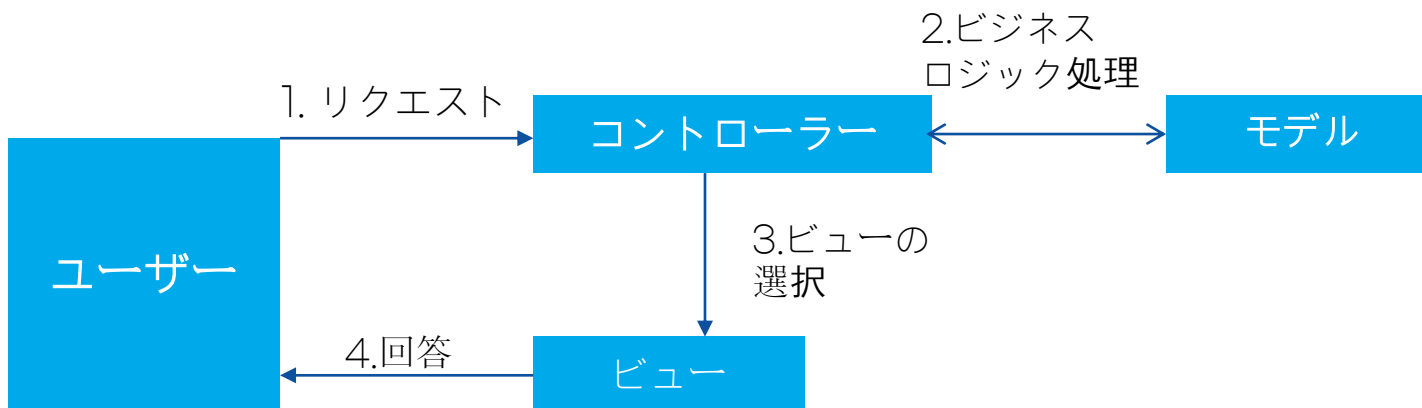 2.ビジネス
ロジック処理
1. リクエスト
コントローラー
モデル
ユーザー
3.ビューの
選択
4.回答
ビュー